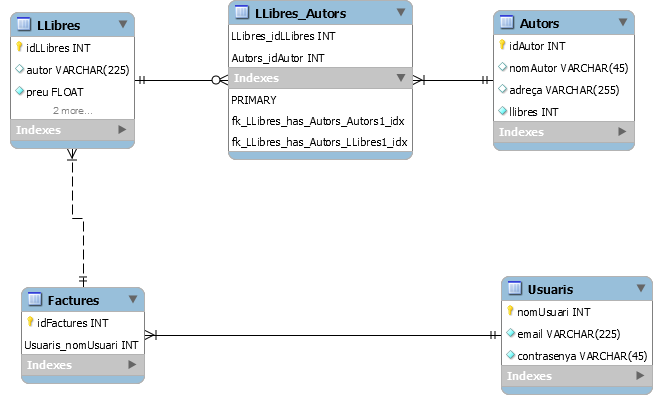 LLibres
idLLibres INT
autor VARCHAR(225)
preu FLOAT
2 more...
Indexes
LLibres_Autors
LLibres_idLLibres INT
Autors_idAutor INT
Indexes
PRIMARY
fk_LLibres_has_Autors_Autors1_idx
fk_LLibres_has_Autors_LLibres1_idx
Autors
idAutor INT
nomAutor VARCHAR(45)
adreça VARCHAR(255)
llibres INT
Indexes
Factures
idFactures INT
Usuaris_nomUsuari INT
Indexes
Usuaris
nomUsuari INT
email VARCHAR(225)
contrasenya VARCHAR(45)
Indexes